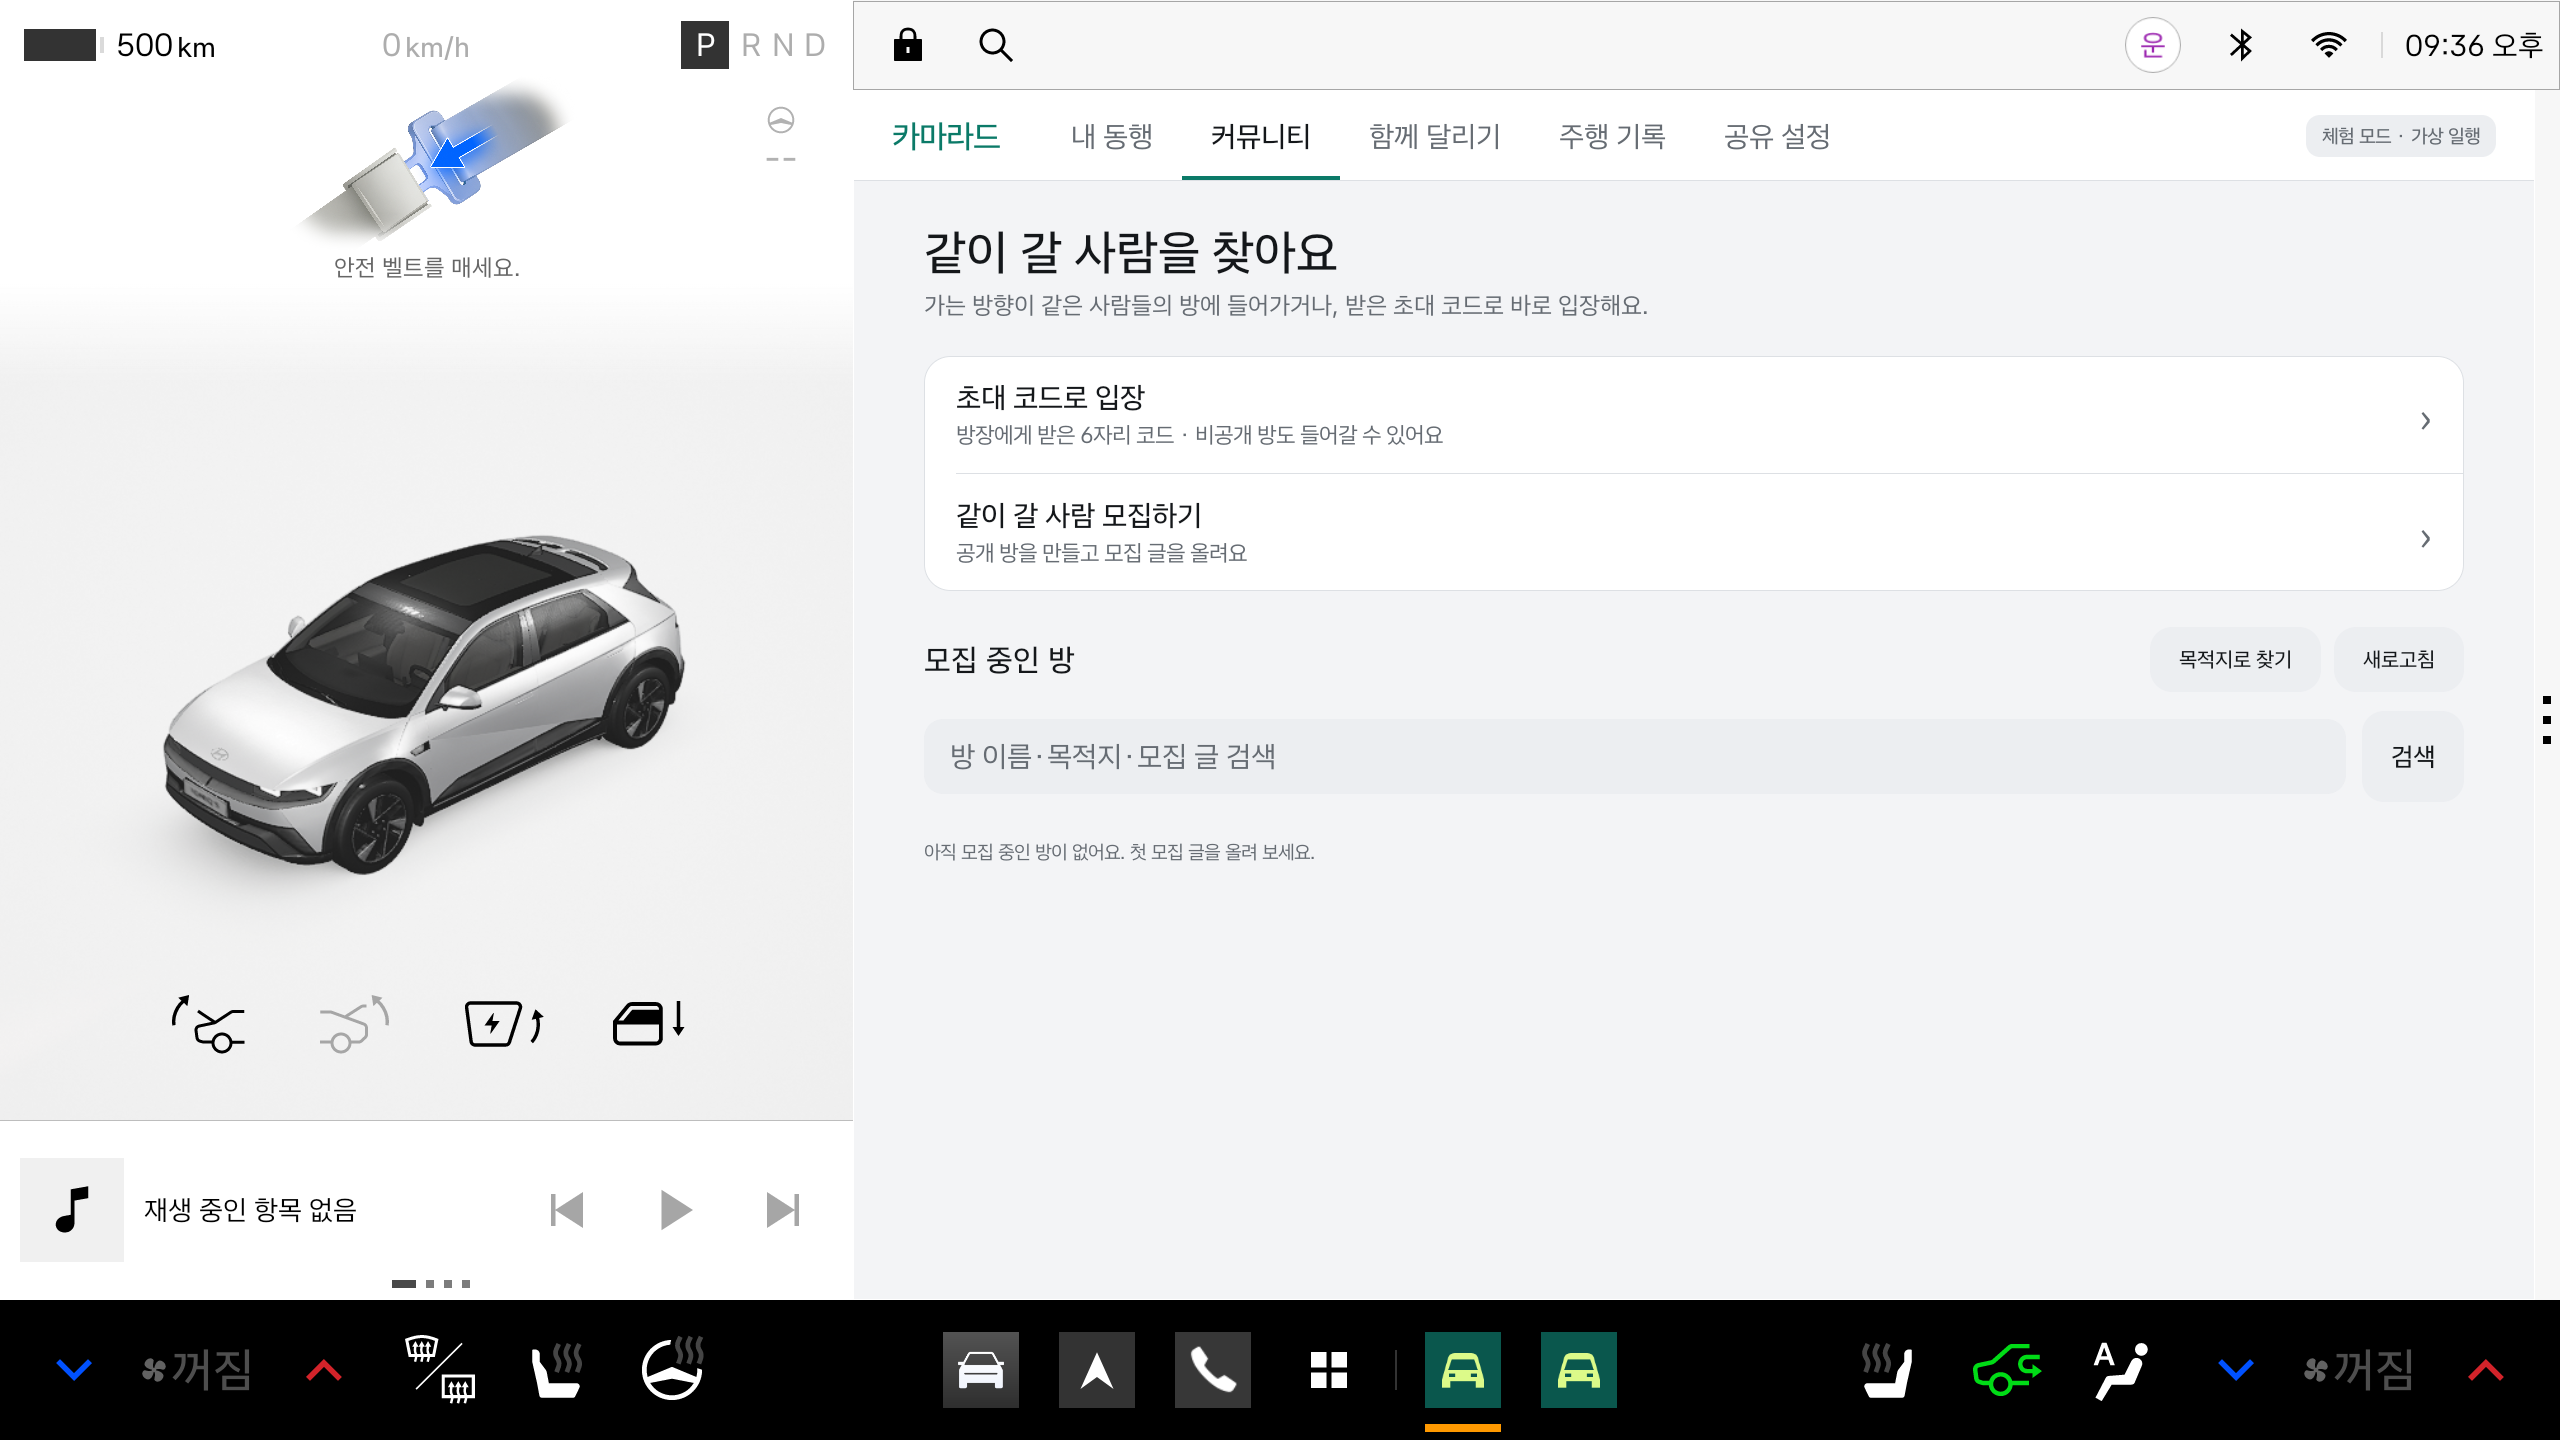 500 km
0 km/h
P R N D
운
09:36 오후
안전 벨트를 매세요.
카마라드
내 동행
커뮤니티
함께 달리기
주행 기록
공유 설정
체험 모드 · 가상 일행
같이 갈 사람을 찾아요
가는 방향이 같은 사람들의 방에 들어가거나, 받은 초대 코드로 바로 입장해요.
초대 코드로 입장
방장에게 받은 6자리 코드 · 비공개 방도 들어갈 수 있어요
같이 갈 사람 모집하기
공개 방을 만들고 모집 글을 올려요
모집 중인 방
목적지로 찾기
새로고침
방 이름·목적지·모집 글 검색
검색
아직 모집 중인 방이 없어요. 첫 모집 글을 올려 보세요.
재생 중인 항목 없음
꺼짐
A
꺼짐